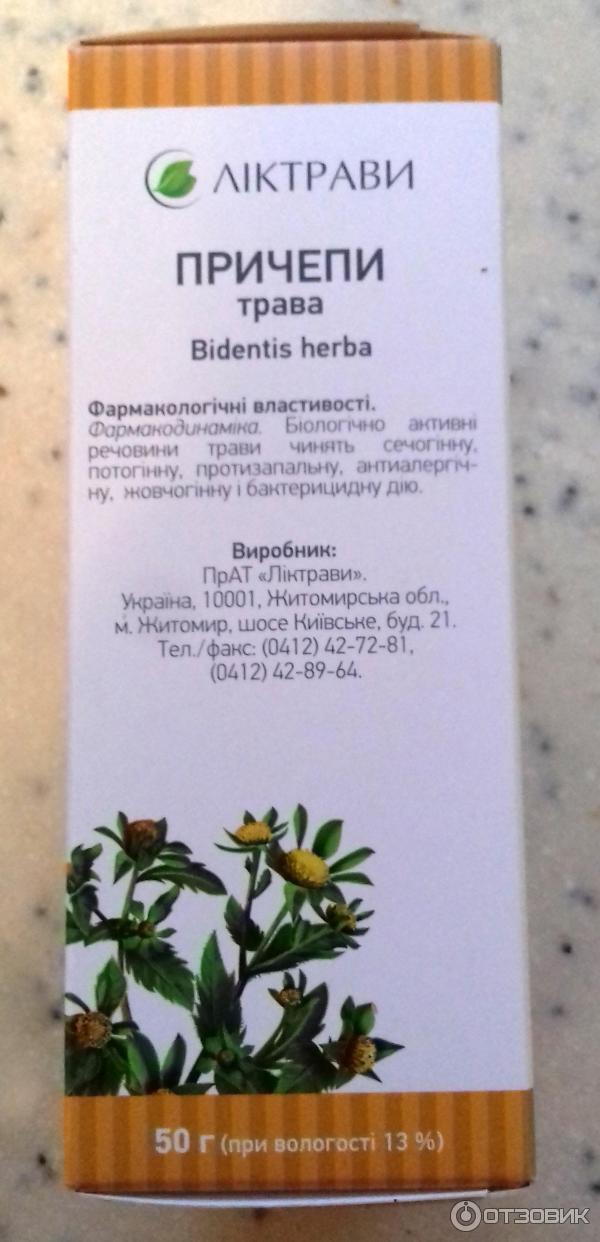 ЛІКТРАВИ
ПРИЧЕПИ
трава
Bidentis herba
Фармакологічні властивості.
Фармакодинаміка. Біологічно активні
речовини трави чинять сечогінну,
потогінну, протизапальну, антиалергіч-
ну, жовчогінну і бактерицидну дію.
Виробник:
ПрАТ «Ліктрави».
Україна, 10001, Житомирська обл.,
м. Житомир, шосе Київське, буд. 21.
Тел./факс: (0412) 42-72-81,
(0412) 42-89-64.
50 г (при вологості 13 %)
ОТЗОВИК